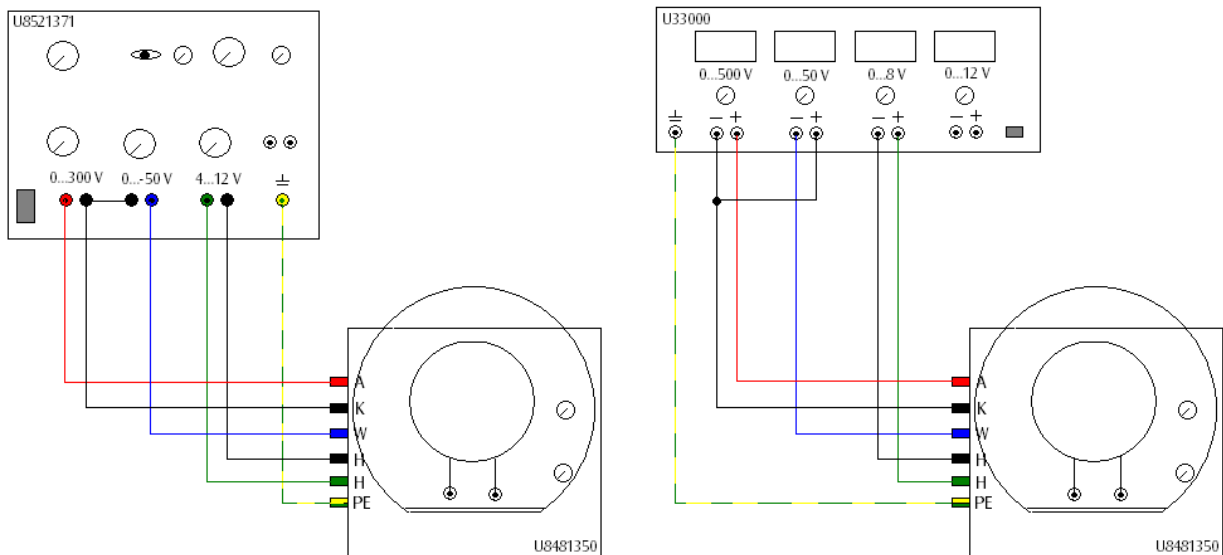 U8521371
0...300 V 0...-50 V 4...12 V ⏚
A
K
W
H
H
PE
U8481350
U33000
0...500 V 0...50 V 0...8 V 0...12 V
⏚ − + − + − + − +
A
K
W
H
H
PE
U8481350